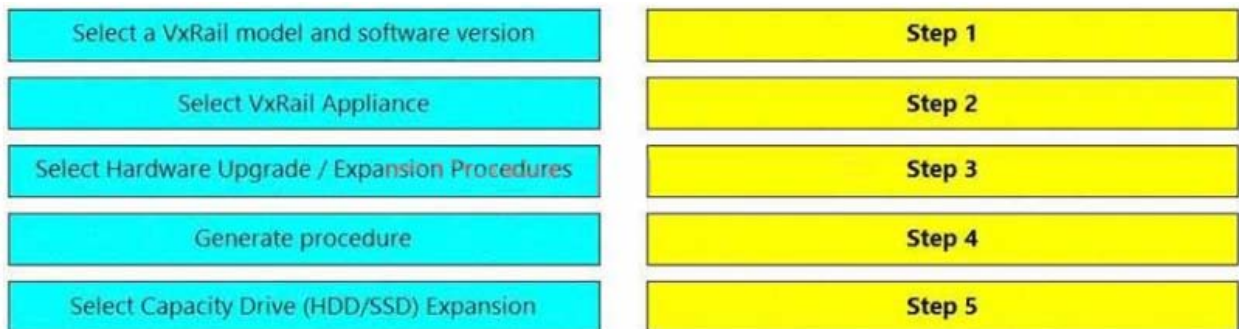 Select a VxRail model and software version
Step 1
Select VxRail Appliance
Step 2
Select Hardware Upgrade / Expansion Procedures
Step 3
Generate procedure
Step 4
Select Capacity Drive (HDD/SSD) Expansion
Step 5